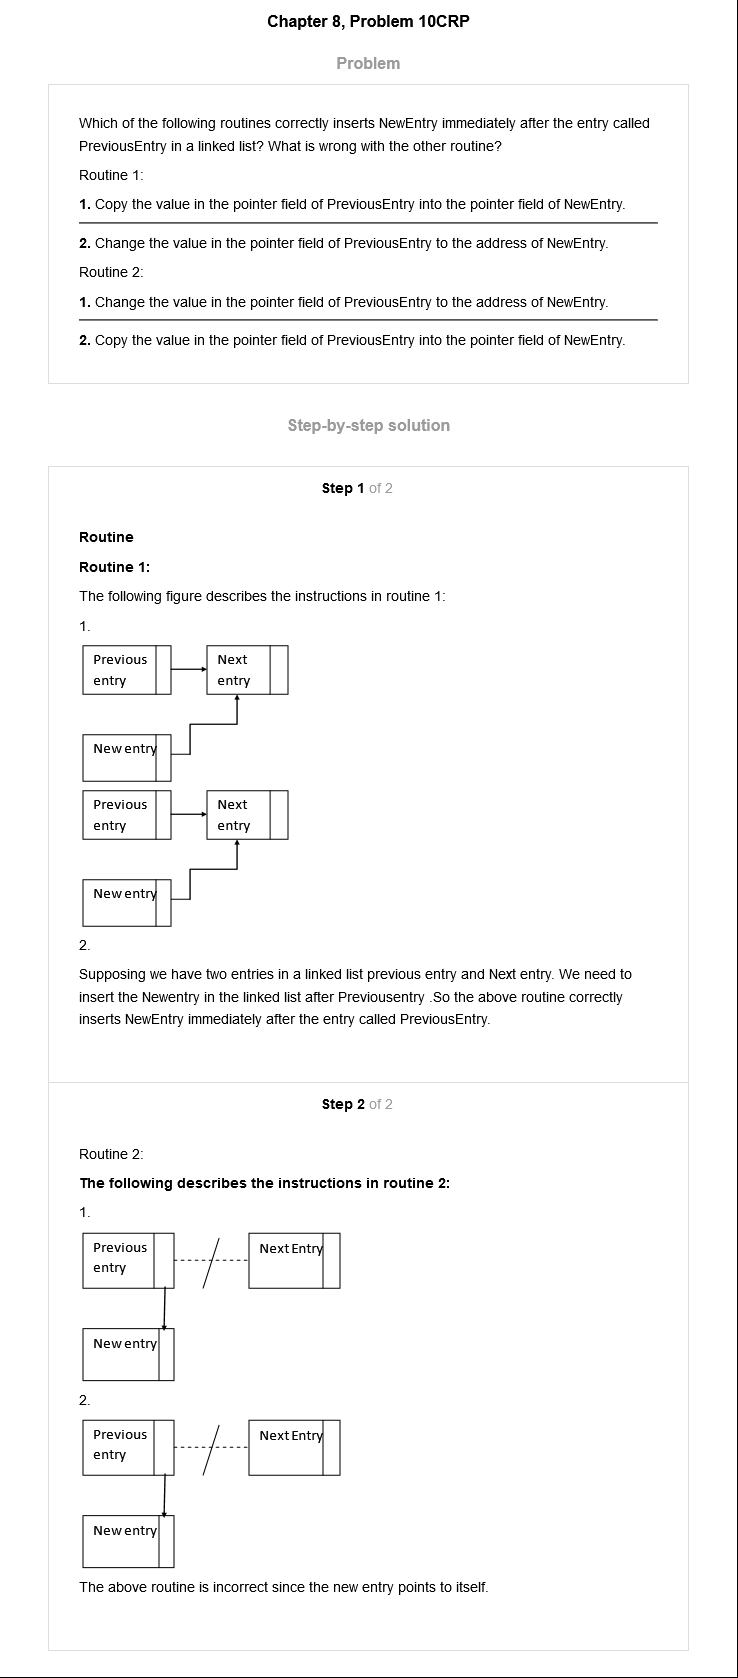 Chapter 8, Problem 10CRP
Problem
Which of the following routines correctly inserts NewEntry immediately after the entry called
PreviousEntry in a linked list? What is wrong with the other routine?
Routine 1:
1. Copy the value in the pointer field of PreviousEntry into the pointer field of NewEntry.
2. Change the value in the pointer field of PreviousEntry to the address of NewEntry.
Routine 2:
1. Change the value in the pointer field of PreviousEntry to the address of NewEntry.
2. Copy the value in the pointer field of PreviousEntry into the pointer field of NewEntry.
Step-by-step solution
Step 1 of 2
Routine
Routine 1:
The following figure describes the instructions in routine 1:
1.
Previous
entry
Next
entry
New entry
Previous
entry
Next
entry
New entry
2.
Supposing we have two entries in a linked list previous entry and Next entry. We need to
insert the Newentry in the linked list after Previousentry .So the above routine correctly
inserts NewEntry immediately after the entry called PreviousEntry.
Step 2 of 2
Routine 2:
The following describes the instructions in routine 2:
1.
Previous
entry
Next Entry
New entry
2.
Previous
entry
Next Entry
New entry
The above routine is incorrect since the new entry points to itself.